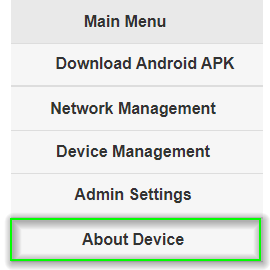 Main Menu
Download Android APK
Network Management
Device Management
Admin Settings
About Device